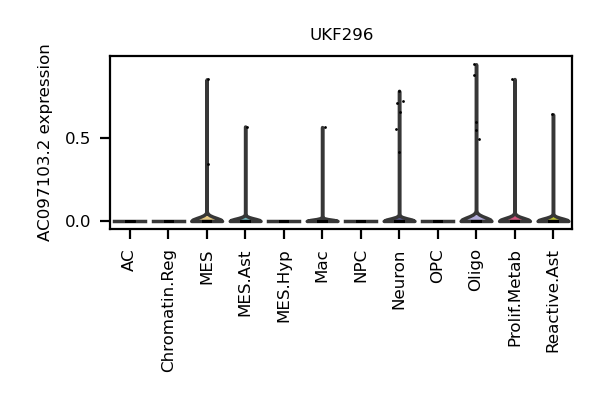 UKF296
AC097103.2 expression
0.5
0.0
AC
Chromatin.Reg
MES
MES.Ast
MES.Hyp
Mac
NPC
Neuron
OPC
Oligo
Prolif.Metab
Reactive.Ast